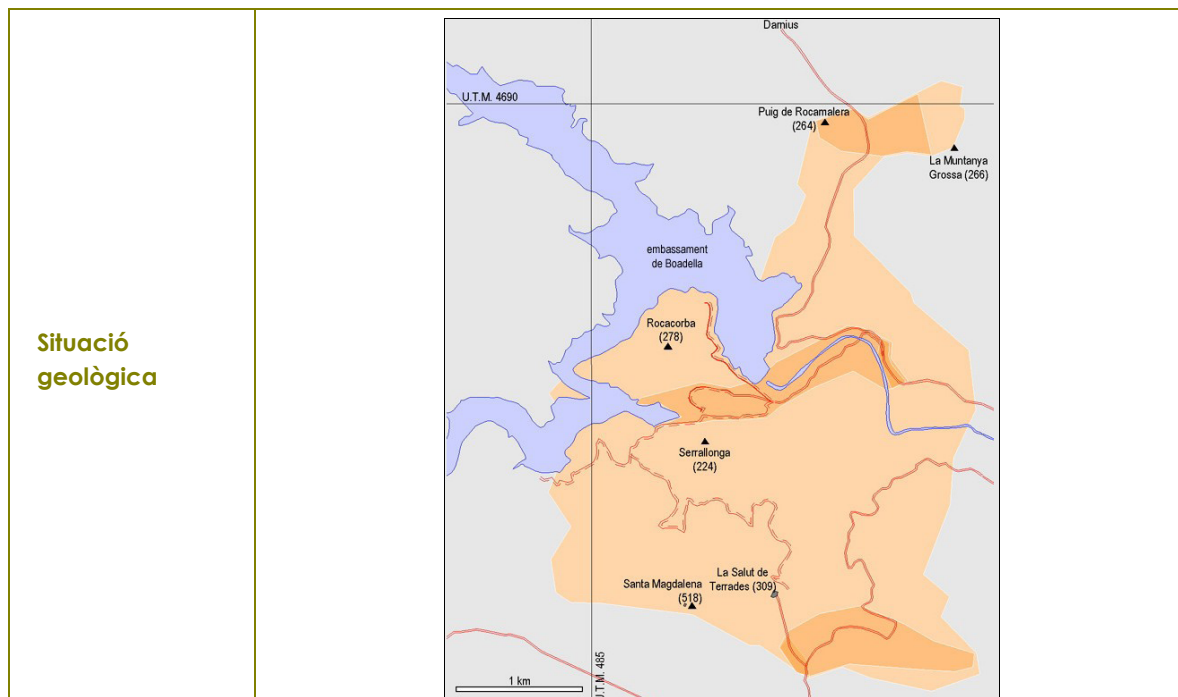 Situació
geològica
Darnius
U.T.M. 4690
Puig de Rocamalera
(264)
La Muntanya
Grossa (266)
embassament
de Boadella
Rocacorba
(278)
Serrallonga
(224)
La Salut de
Terrades (309)
Santa Magdalena
(518)
1 km
U.T.M. 485